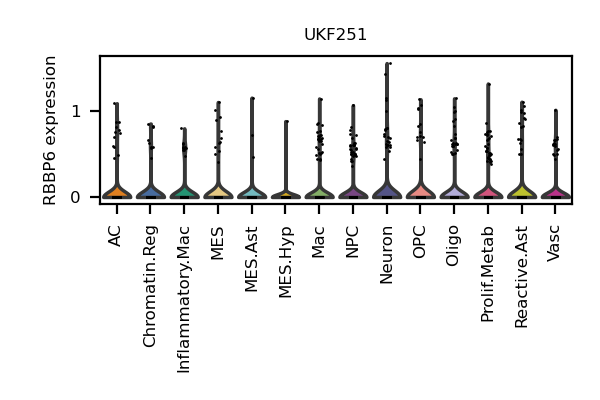 UKF251
RBBP6 expression
1
0
AC
Chromatin.Reg
Inflammatory.Mac
MES
MES.Ast
MES.Hyp
Mac
NPC
Neuron
OPC
Oligo
Prolif.Metab
Reactive.Ast
Vasc